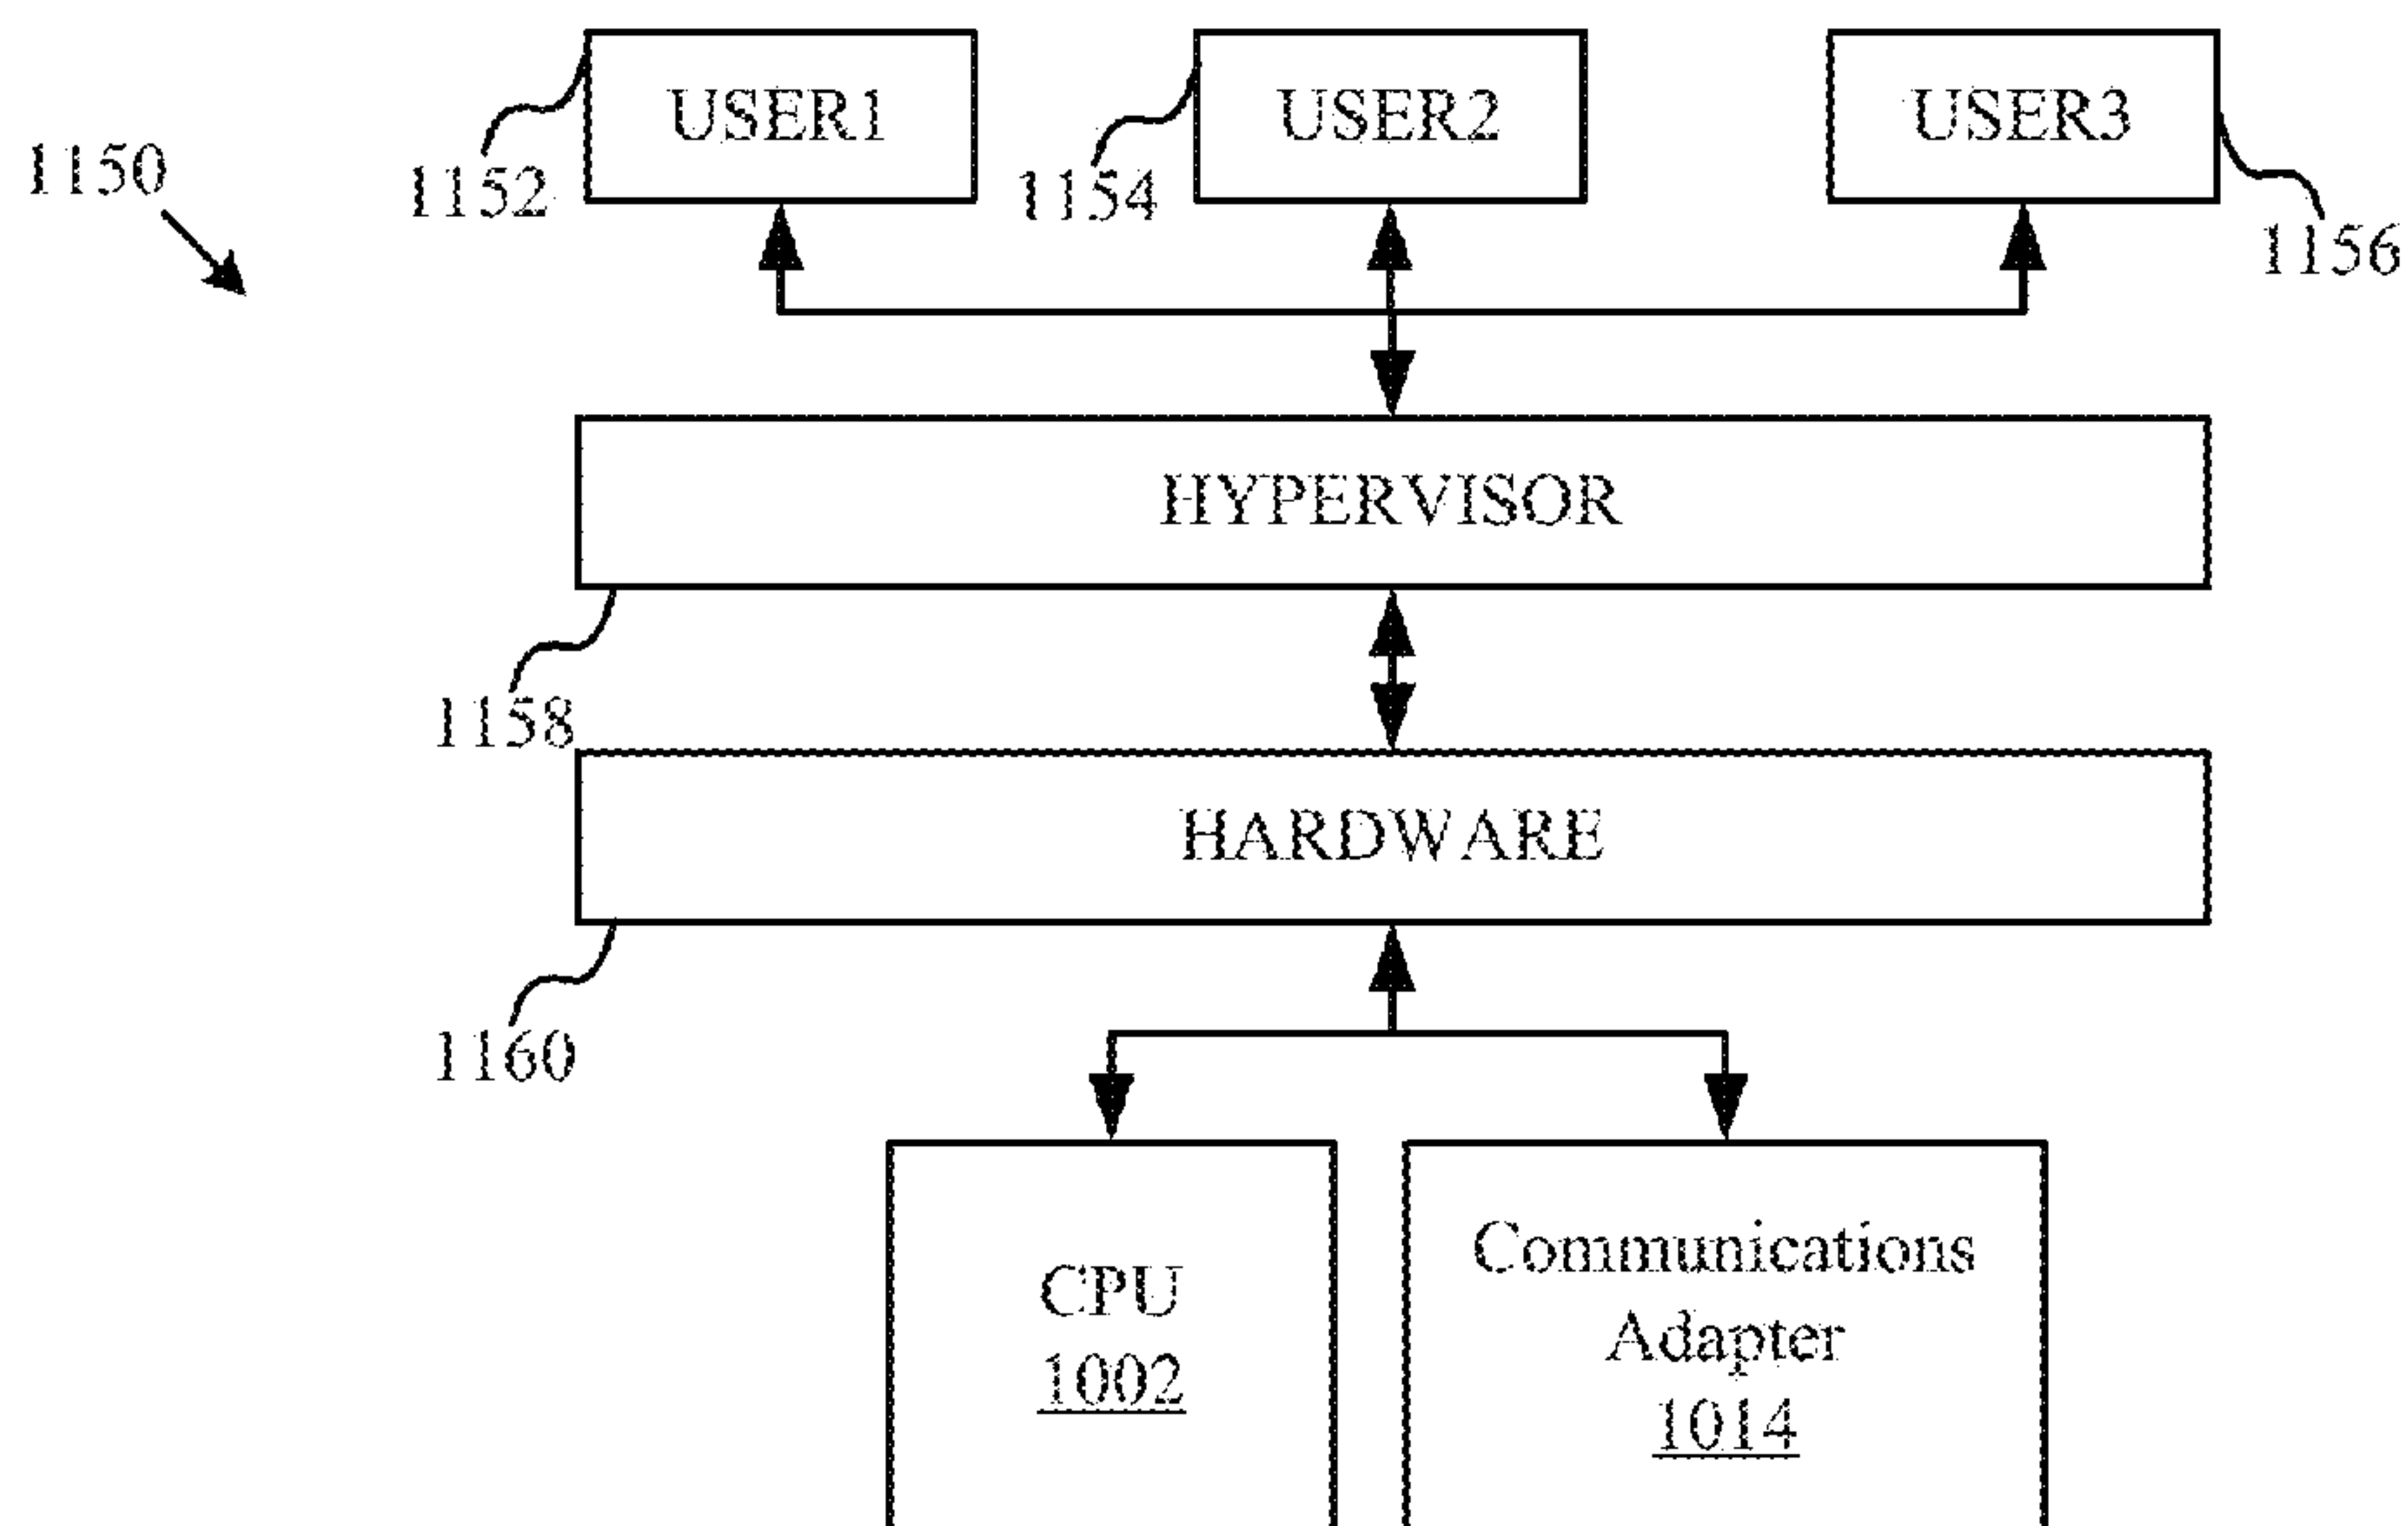 USER1
USER2
USER3
1150
1152
1154
1156
HYPERVISOR
1158
HARDWARE
1160
CPU
1002
Communications
Adapter
1014